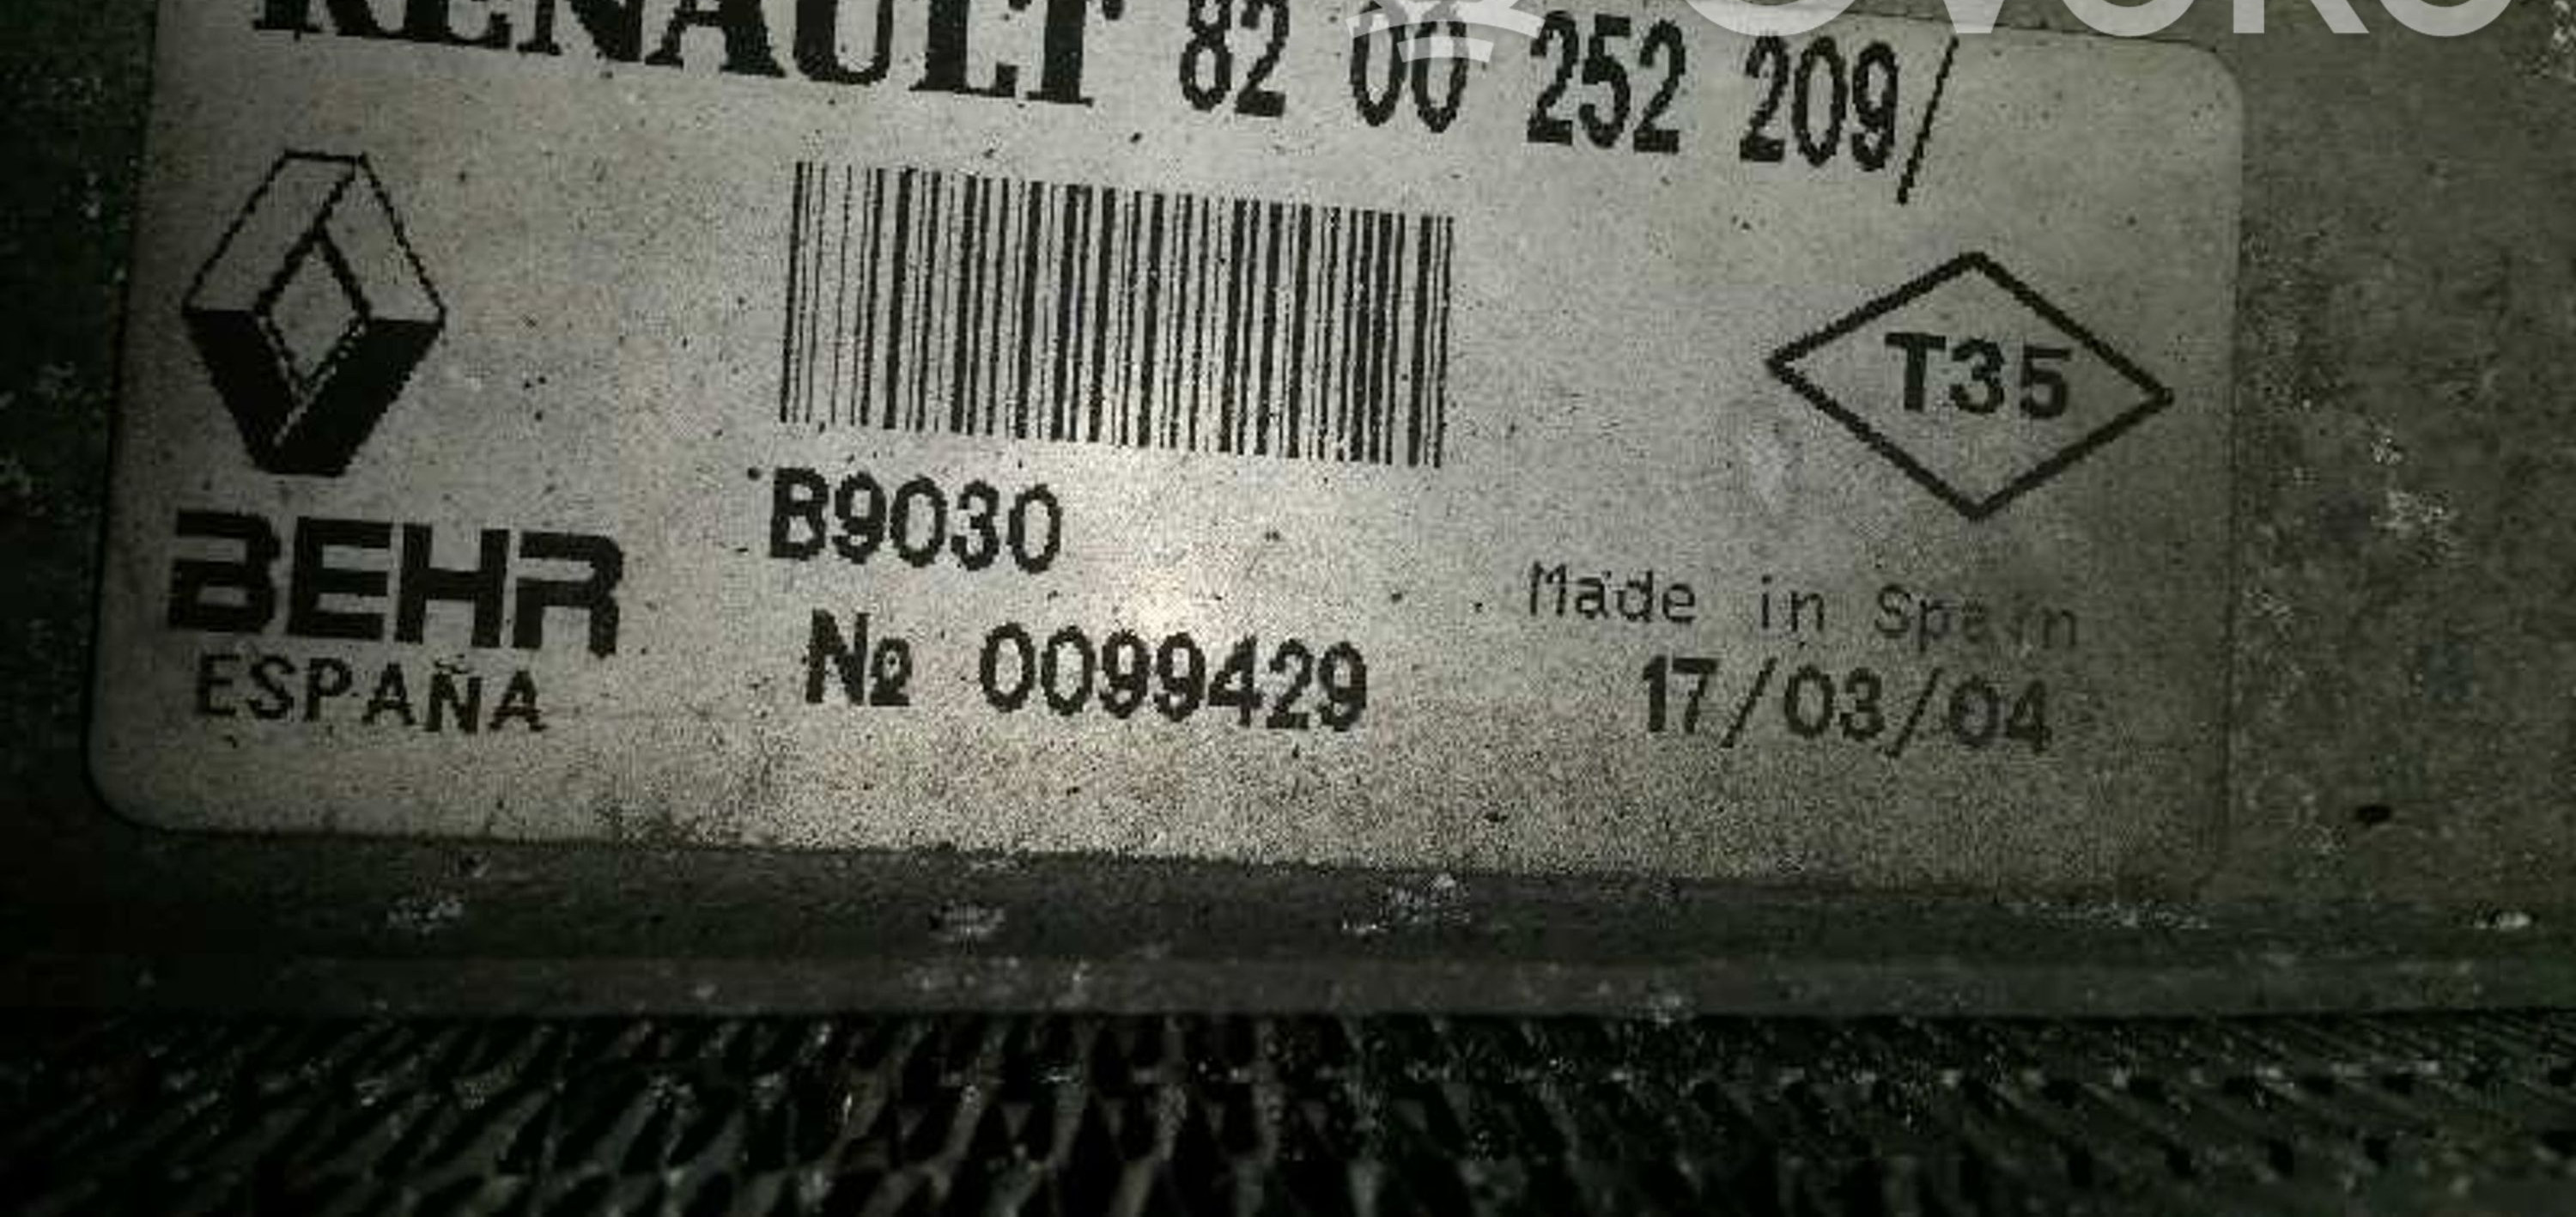 RENAULT 82 00 252 209/
T35
B9030
BEHR
ESPAÑA
№ 0099429
Made in Spain
17/03/04